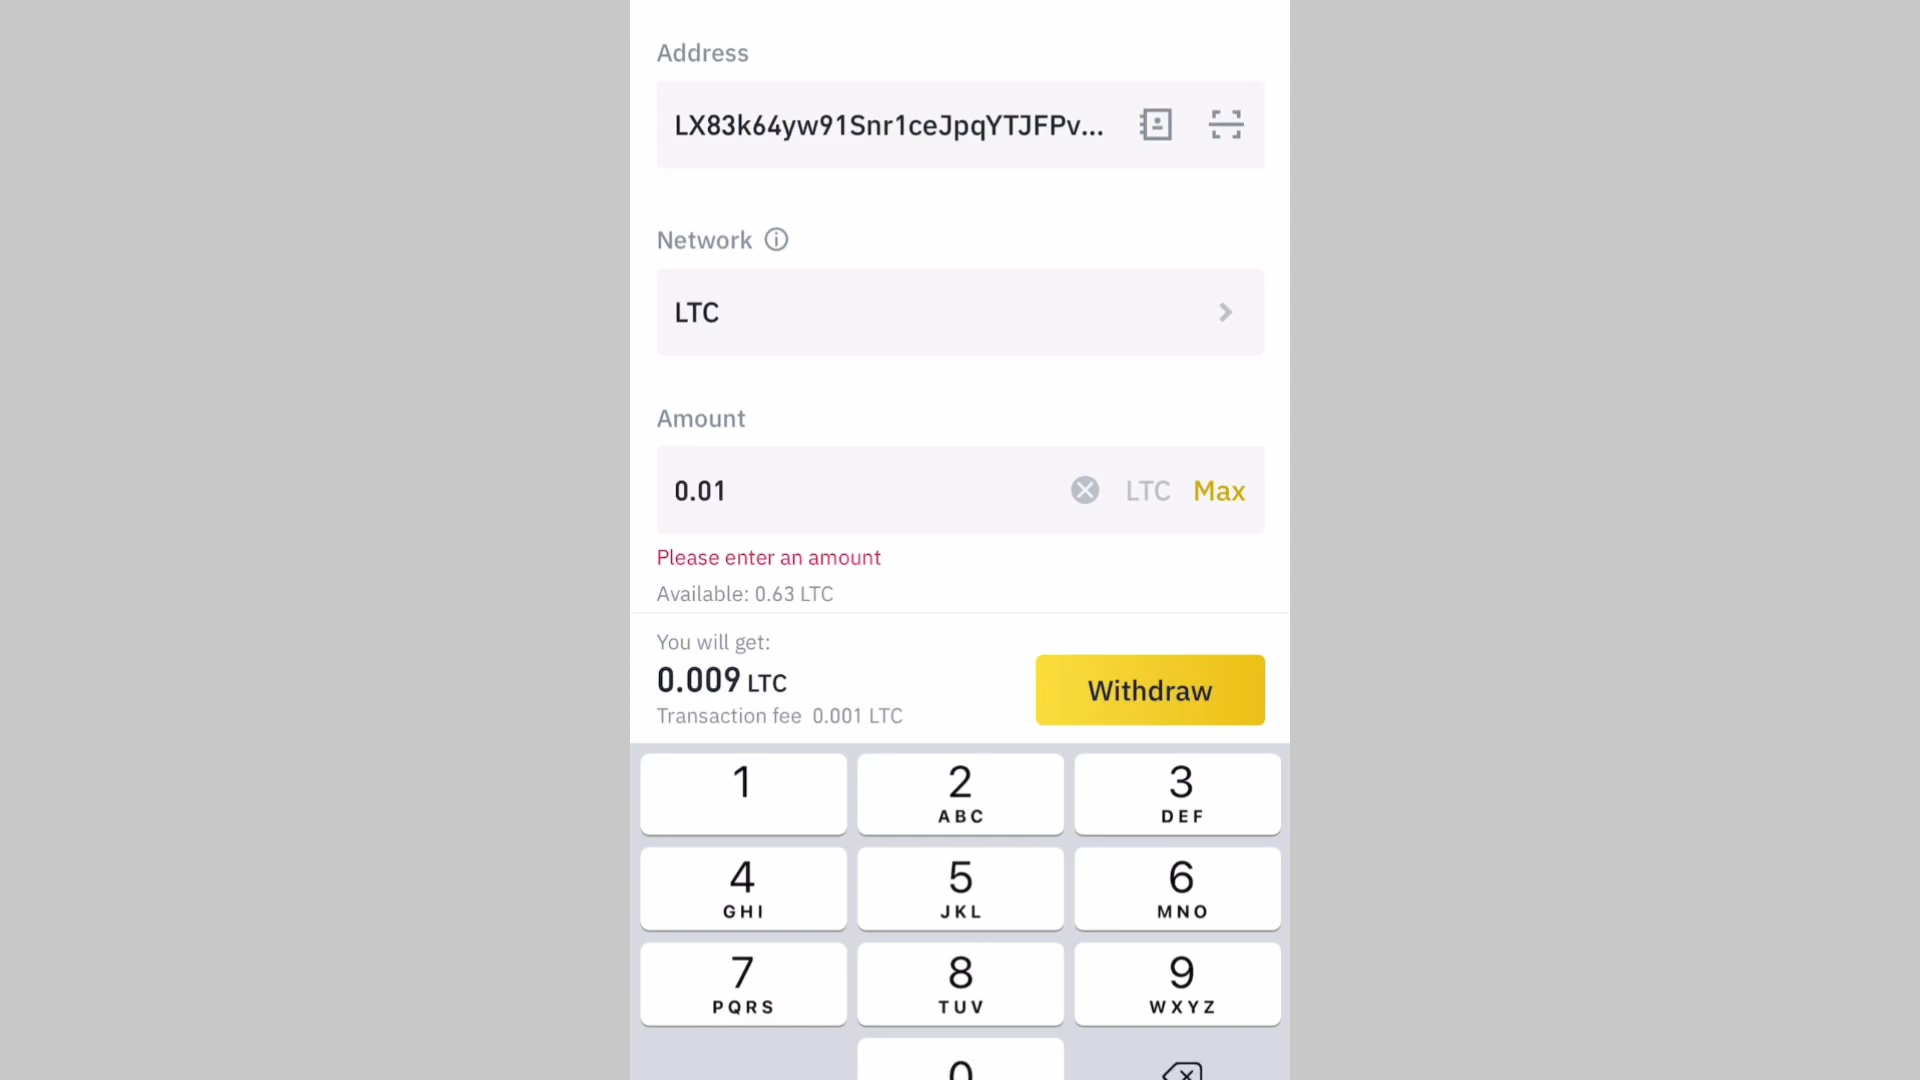 Address
LX83k64yw91Snr1ceJpqYTJFPv...
Network
LTC
Amount
0.01 LTC Max
Please enter an amount
Available: 0.63 LTC
You will get:
0.009 LTC
Transaction fee 0.001 LTC
Withdraw
1 2 3
ABC DEF
4 5 6
GHI JKL MNO
7 8 9
PQRS TUV WXYZ
0